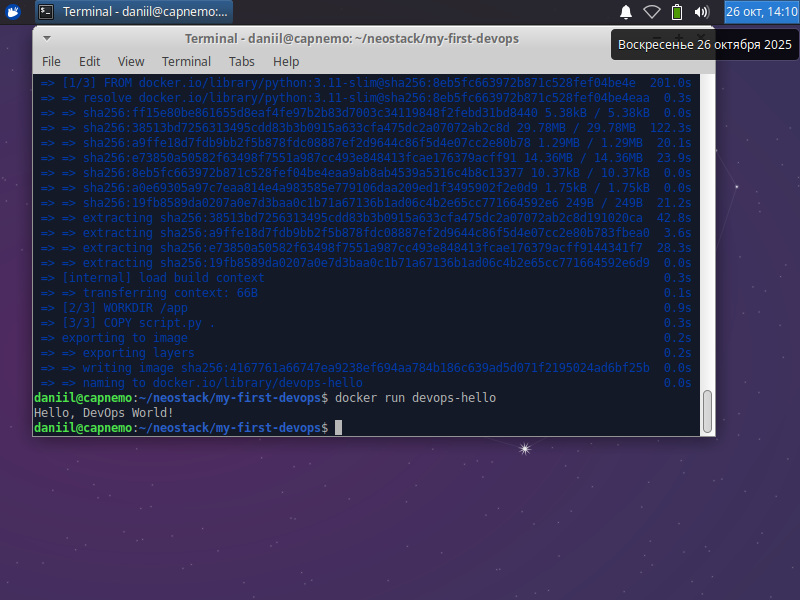 Terminal - daniil@capnemo:...
26 окт, 14:10
Terminal - daniil@capnemo: ~/neostack/my-first-devops
Воскресенье 26 октября 2025
File Edit View Terminal Tabs Help
=> [1/3] FROM docker.io/library/python:3.11-slim@sha256:8eb5fc663972b871c528fef04be4e 201.0s
=> => resolve docker.io/library/python:3.11-slim@sha256:8eb5fc663972b871c528fef04be4eaa 0.3s
=> => sha256:ff15e80be861655d8eaf4fe97b2b83d7003c34119848f2febd31bd8440 5.38kB / 5.38kB 0.0s
=> => sha256:38513bd7256313495cdd83b3b0915a633cfa475dc2a07072ab2c8d 29.78MB / 29.78MB 122.3s
=> => sha256:a9ffe18d7fdb9bb2f5b878fdc08887ef2d9644c86f5d4e07cc2e80b78 1.29MB / 1.29MB 20.1s
=> => sha256:e73850a50582f63498f7551a987cc493e848413fcae176379acff91 14.36MB / 14.36MB 23.9s
=> => sha256:8eb5fc663972b871c528fef04be4eaa9ab8ab4539a5316c4b8c13377 10.37kB / 10.37kB 0.0s
=> => sha256:a0e69305a97c7eaa814e4a983585e779106daa209ed1f3495902f2e0d9 1.75kB / 1.75kB 0.0s
=> => sha256:19fb8589da0207a0e7d3baa0c1b71a67136b1ad06c4b2e65cc771664592e6 249B / 249B 21.2s
=> => extracting sha256:38513bd7256313495cdd83b3b0915a633cfa475dc2a07072ab2c8d191020ca 42.8s
=> => extracting sha256:a9ffe18d7fdb9bb2f5b878fdc08887ef2d9644c86f5d4e07cc2e80b783fbea0 3.6s
=> => extracting sha256:e73850a50582f63498f7551a987cc493e848413fcae176379acff9144341f7 28.3s
=> => extracting sha256:19fb8589da0207a0e7d3baa0c1b71a67136b1ad06c4b2e65cc771664592e6d9 0.0s
=> [internal] load build context 0.3s
=> => transferring context: 66B 0.1s
=> [2/3] WORKDIR /app 0.9s
=> [3/3] COPY script.py . 0.3s
=> exporting to image 0.2s
=> => exporting layers 0.2s
=> => writing image sha256:4167761a66747ea9238ef694aa784b186c639ad5d071f2195024ad6bf25b 0.0s
=> => naming to docker.io/library/devops-hello 0.0s
daniil@capnemo:~/neostack/my-first-devops$ docker run devops-hello
Hello, DevOps World!
daniil@capnemo:~/neostack/my-first-devops$